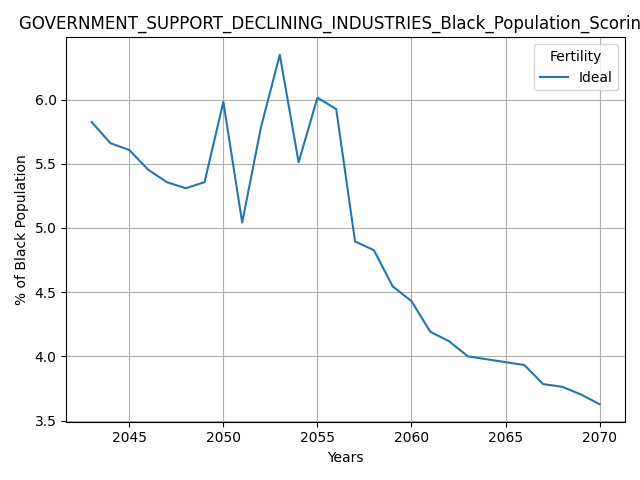 GOVERNMENT_SUPPORT_DECLINING_INDUSTRIES_Black_Population_Scorin
Fertility
Ideal
% of Black Population
6.0
5.5
5.0
4.5
4.0
3.5
2045 2050 2055 2060 2065 2070
Years